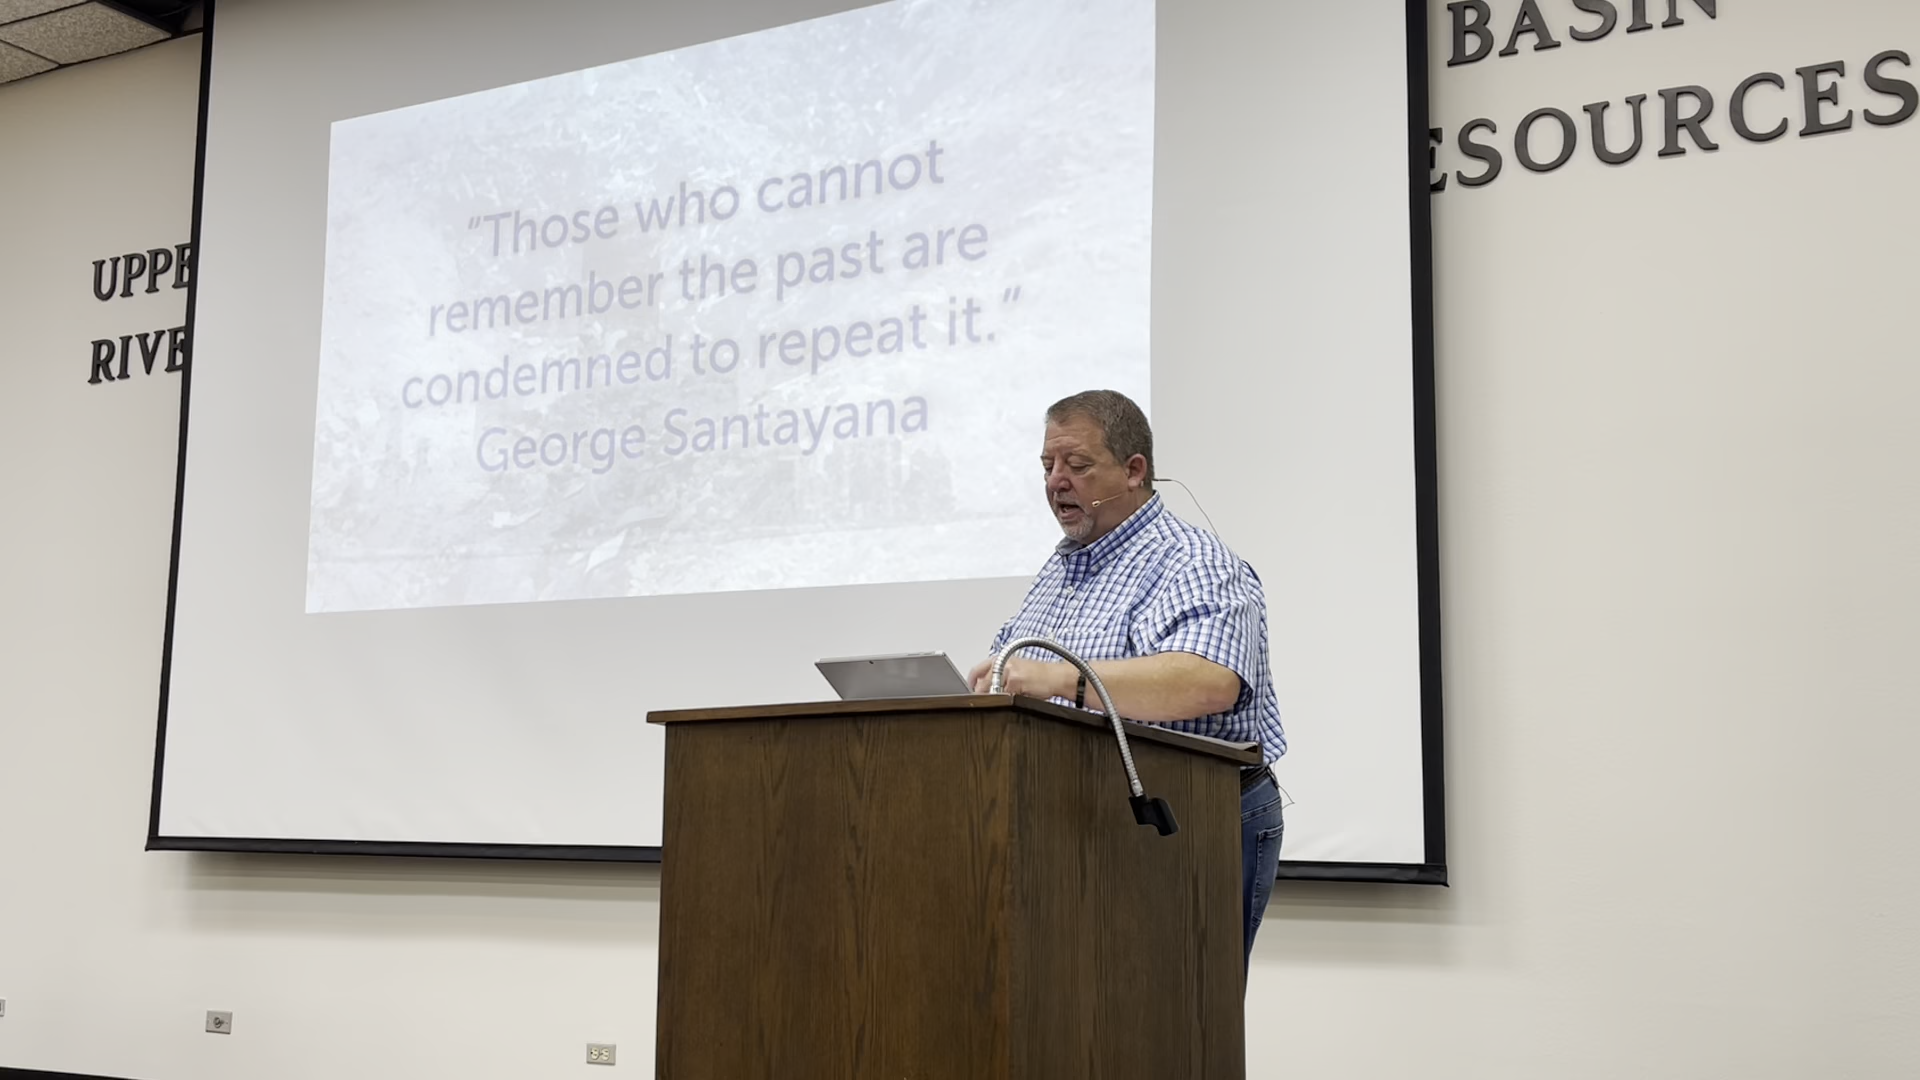 BASIN
ESOURCES
UPPE
RIVE
"Those who cannot
remember the past are
condemned to repeat it."
George Santayana